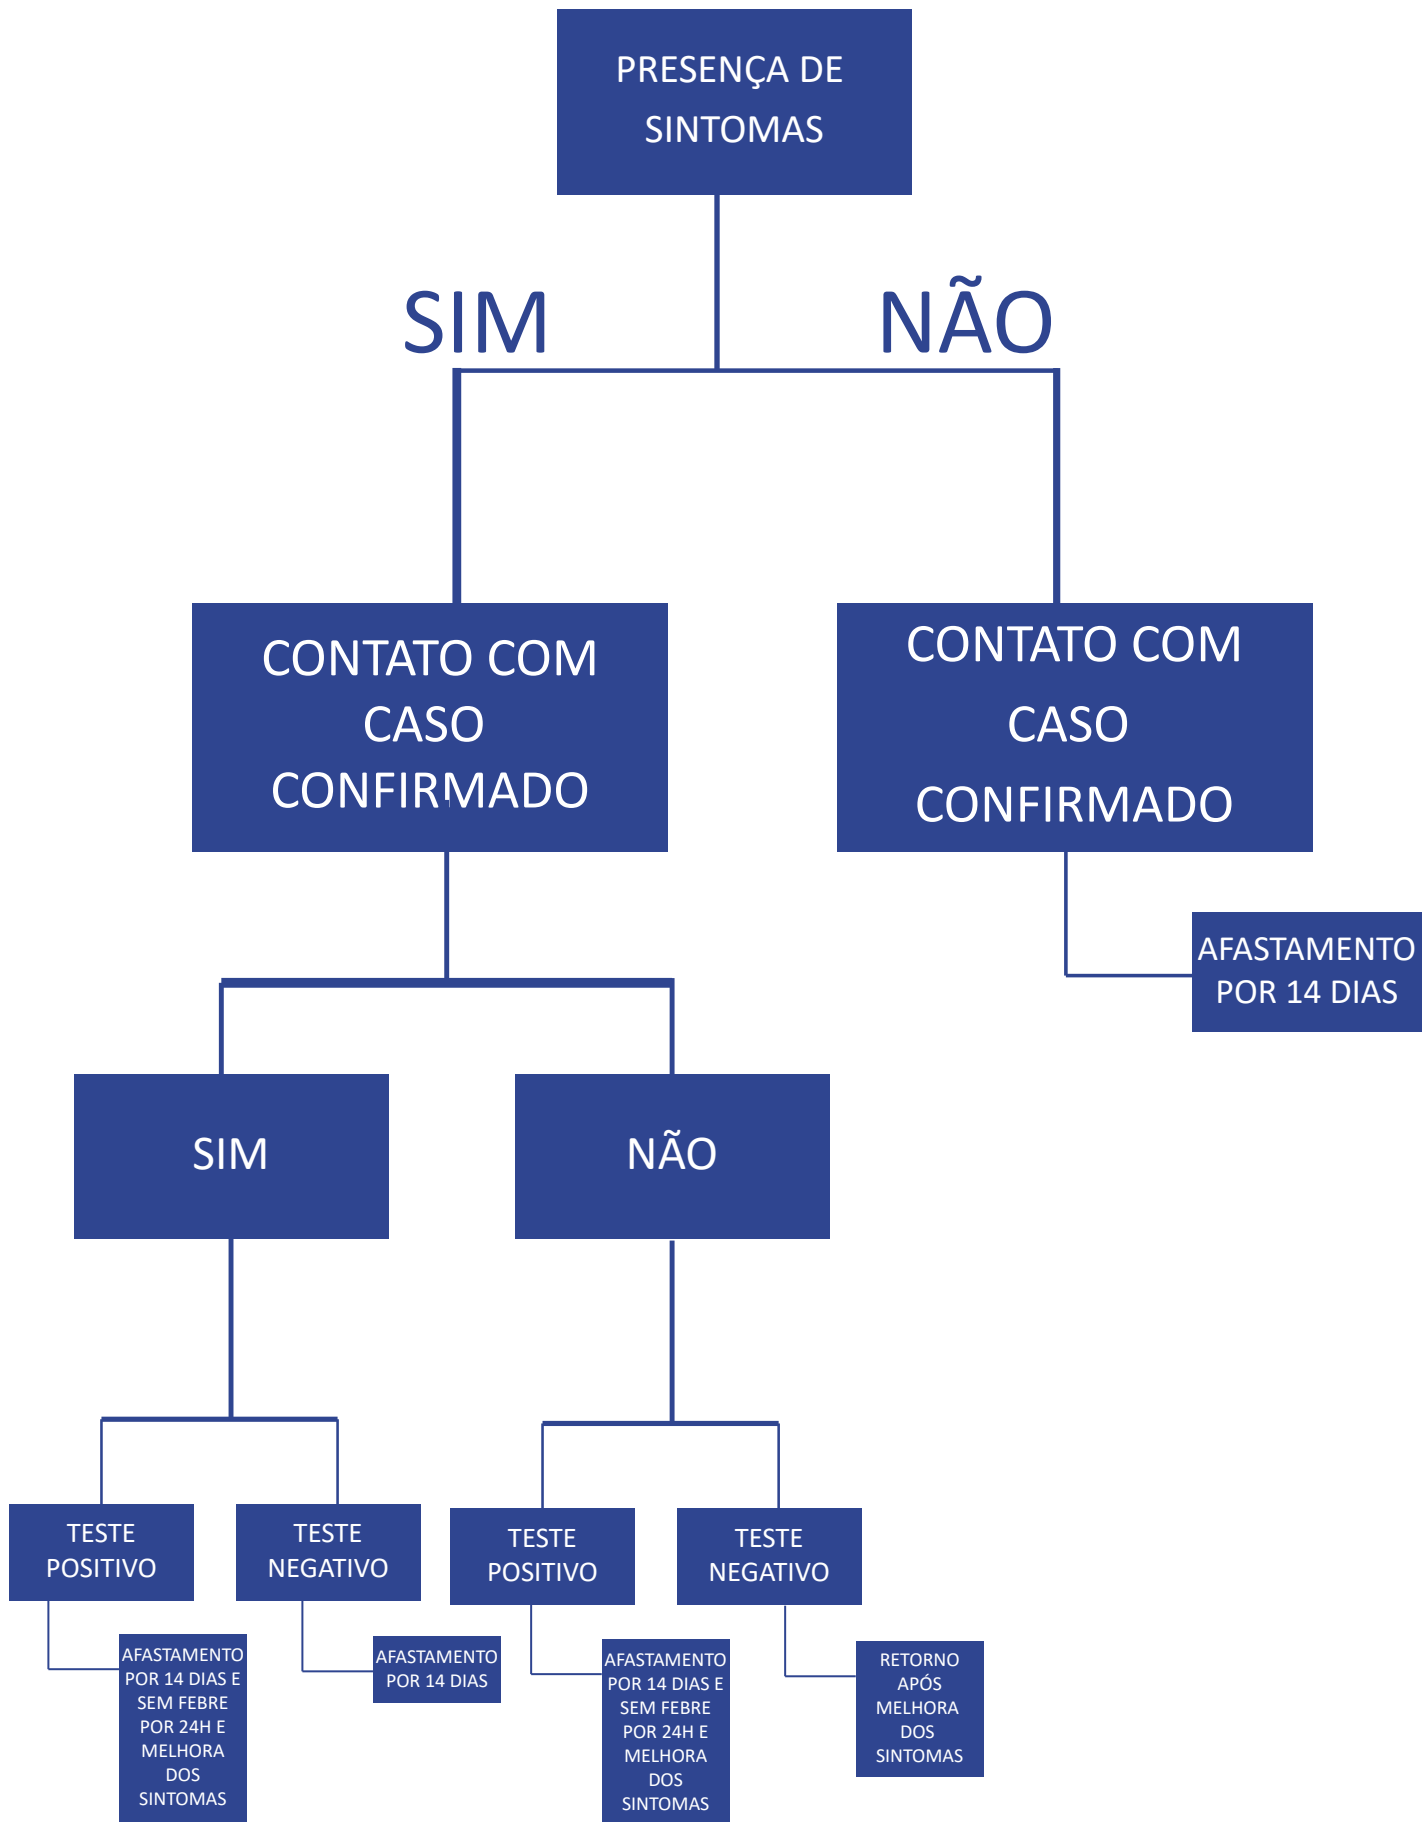 PRESENÇA DE
SINTOMAS
SIM
NÃO
CONTATO COM
CASO
CONFIRMADO
CONTATO COM
CASO
CONFIRMADO
AFASTAMENTO
POR 14 DIAS
SIM
NÃO
TESTE
POSITIVO
TESTE
NEGATIVO
TESTE
POSITIVO
TESTE
NEGATIVO
AFASTAMENTO
POR 14 DIAS E
SEM FEBRE
POR 24H E
MELHORA
DOS
SINTOMAS
AFASTAMENTO
POR 14 DIAS
AFASTAMENTO
POR 14 DIAS E
SEM FEBRE
POR 24H E
MELHORA
DOS
SINTOMAS
RETORNO
APÓS
MELHORA
DOS
SINTOMAS